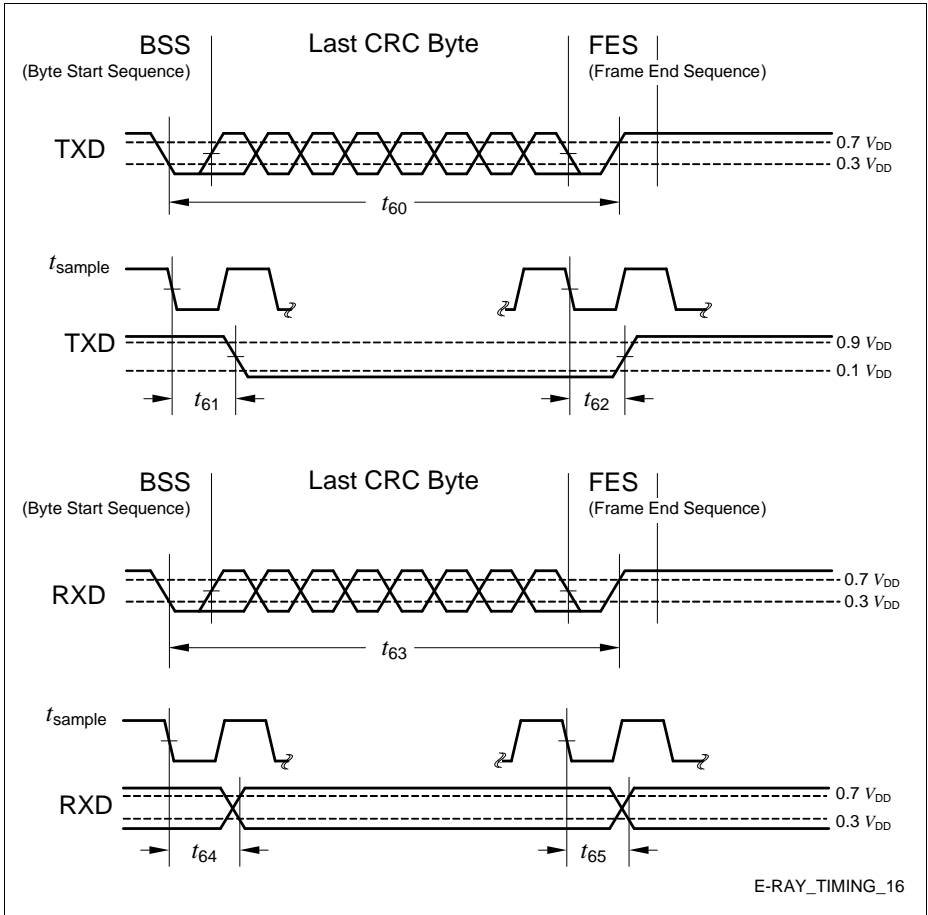 BSS Last CRC Byte FES
(Byte Start Sequence) (Frame End Sequence)
TXD 0.7 VDD
0.3 VDD
t60
tsample
TXD 0.9 VDD
0.1 VDD
t61 t62
BSS Last CRC Byte FES
(Byte Start Sequence) (Frame End Sequence)
RXD 0.7 VDD
0.3 VDD
t63
tsample
RXD 0.7 VDD
0.3 VDD
t64 t65
E-RAY_TIMING_16